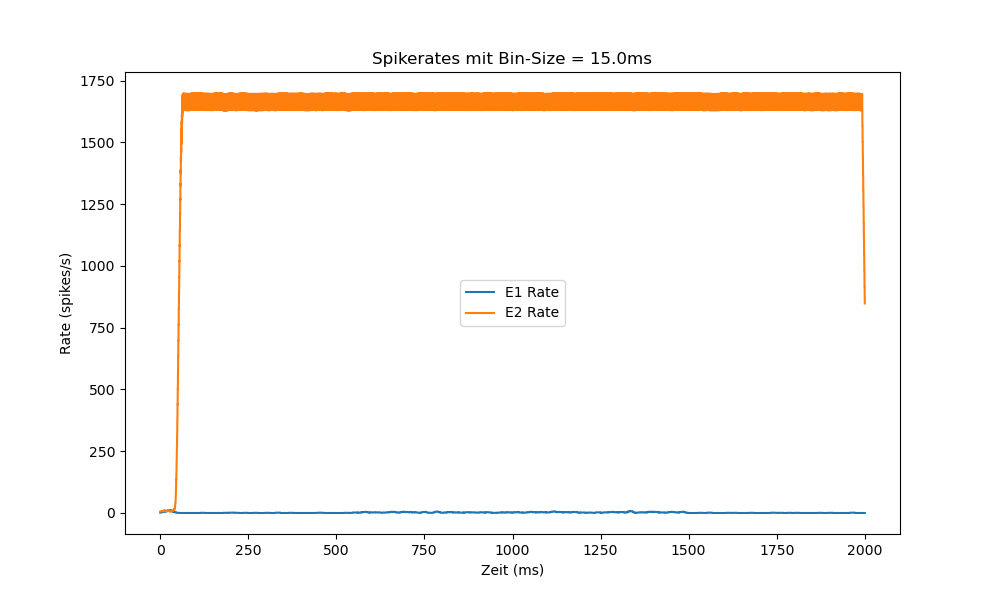 Spikerates mit Bin-Size = 15.0ms
1750
1500
1250
1000
750
500
250
0
Rate (spikes/s)
E1 Rate
E2 Rate
0 250 500 750 1000 1250 1500 1750 2000
Zeit (ms)